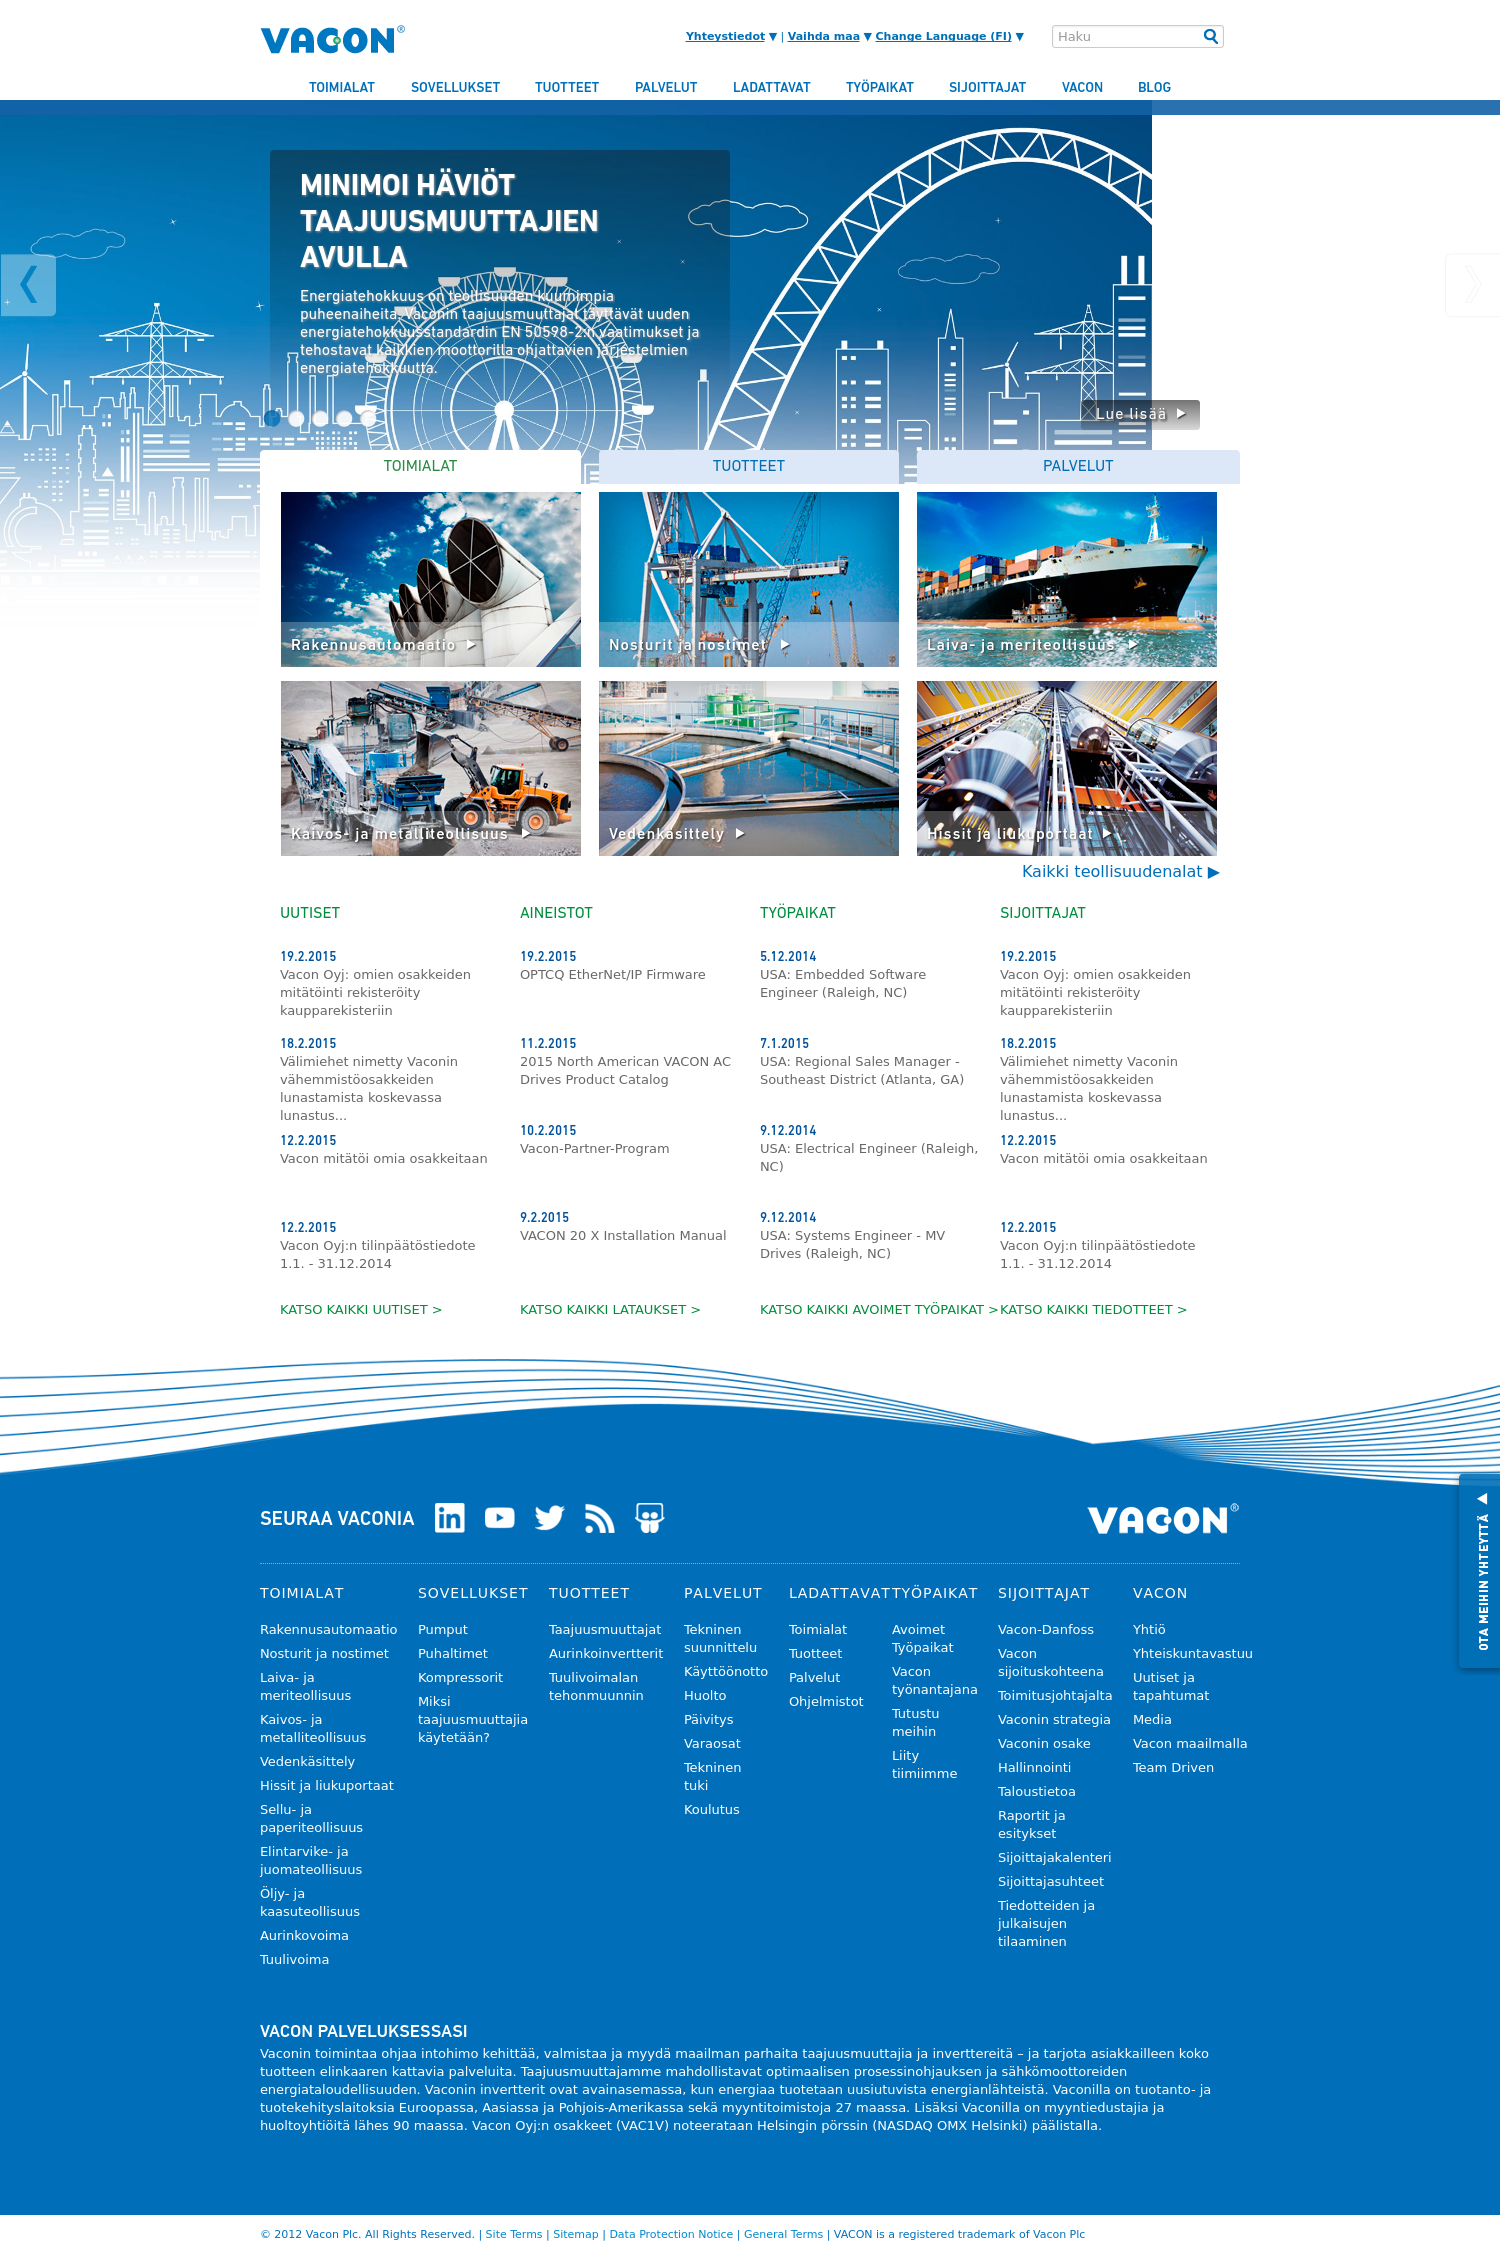 VACON®
Yhteystiedot ▼ | Vaihda maa ▼ Change Language (FI) ▼
Haku
TOIMIALAT SOVELLUKSET TUOTTEET PALVELUT LADATTAVAT TYÖPAIKAT SIJOITTAJAT VACON BLOG
MINIMOI HÄVIÖT
TAAJUUSMUUTTAJIEN
AVULLA
Energiatehokkuus on teollisuuden kuumimpia
puheenaiheita. Vaconin taajuusmuuttajat täyttävät uuden
energiatehokkuusstandardin EN 50598-2:n vaatimukset ja
tehostavat kaikkien moottorilla ohjattavien järjestelmien
energiatehokkuutta.
Lue lisää
TOIMIALAT TUOTTEET PALVELUT
Rakennusautomaatio Nosturit ja nostimet Laiva- ja meriteollisuus
Kaivos- ja metalliteollisuus Vedenkäsittely Hissit ja liukuportaat
Kaikki teollisuudenalat ▶
UUTISET
19.2.2015
Vacon Oyj: omien osakkeiden
mitätöinti rekisteröity
kaupparekisteriin
18.2.2015
Välimiehet nimetty Vaconin
vähemmistöosakkeiden
lunastamista koskevassa
lunastus...
12.2.2015
Vacon mitätöi omia osakkeitaan
12.2.2015
Vacon Oyj:n tilinpäätöstiedote
1.1. - 31.12.2014
KATSO KAIKKI UUTISET >
AINEISTOT
19.2.2015
OPTCQ EtherNet/IP Firmware
11.2.2015
2015 North American VACON AC
Drives Product Catalog
10.2.2015
Vacon-Partner-Program
9.2.2015
VACON 20 X Installation Manual
KATSO KAIKKI LATAUKSET >
TYÖPAIKAT
5.12.2014
USA: Embedded Software
Engineer (Raleigh, NC)
7.1.2015
USA: Regional Sales Manager -
Southeast District (Atlanta, GA)
9.12.2014
USA: Electrical Engineer (Raleigh,
NC)
9.12.2014
USA: Systems Engineer - MV
Drives (Raleigh, NC)
KATSO KAIKKI AVOIMET TYÖPAIKAT >
SIJOITTAJAT
19.2.2015
Vacon Oyj: omien osakkeiden
mitätöinti rekisteröity
kaupparekisteriin
18.2.2015
Välimiehet nimetty Vaconin
vähemmistöosakkeiden
lunastamista koskevassa
lunastus...
12.2.2015
Vacon mitätöi omia osakkeitaan
12.2.2015
Vacon Oyj:n tilinpäätöstiedote
1.1. - 31.12.2014
KATSO KAIKKI TIEDOTTEET >
OTA MEIHIN YHTEYTTÄ
SEURAA VACONIA
VACON®
TOIMIALAT
Rakennusautomaatio
Nosturit ja nostimet
Laiva- ja
meriteollisuus
Kaivos- ja
metalliteollisuus
Vedenkäsittely
Hissit ja liukuportaat
Sellu- ja
paperiteollisuus
Elintarvike- ja
juomateollisuus
Öljy- ja
kaasuteollisuus
Aurinkovoima
Tuulivoima
SOVELLUKSET
Pumput
Puhaltimet
Kompressorit
Miksi
taajuusmuuttajia
käytetään?
TUOTTEET
Taajuusmuuttajat
Aurinkoinvertterit
Tuulivoimalan
tehonmuunnin
PALVELUT
Tekninen
suunnittelu
Käyttöönotto
Huolto
Päivitys
Varaosat
Tekninen
tuki
Koulutus
LADATTAVAT
Toimialat
Tuotteet
Palvelut
Ohjelmistot
TYÖPAIKAT
Avoimet
Työpaikat
Vacon
työnantajana
Tutustu
meihin
Liity
tiimiimme
SIJOITTAJAT
Vacon-Danfoss
Vacon
sijoituskohteena
Toimitusjohtajalta
Vaconin strategia
Vaconin osake
Hallinnointi
Taloustietoa
Raportit ja
esitykset
Sijoittajakalenteri
Sijoittajasuhteet
Tiedotteiden ja
julkaisujen
tilaaminen
VACON
Yhtiö
Yhteiskuntavastuu
Uutiset ja
tapahtumat
Media
Vacon maailmalla
Team Driven
VACON PALVELUKSESSASI
Vaconin toimintaa ohjaa intohimo kehittää, valmistaa ja myydä maailman parhaita taajuusmuuttajia ja inverttereitä – ja tarjota asiakkailleen koko
tuotteen elinkaaren kattavia palveluita. Taajuusmuuttajamme mahdollistavat optimaalisen prosessinohjauksen ja sähkömoottoreiden
energiataloudellisuuden. Vaconin invertterit ovat avainasemassa, kun energiaa tuotetaan uusiutuvista energianlähteistä. Vaconilla on tuotanto- ja
tuotekehityslaitoksia Euroopassa, Aasiassa ja Pohjois-Amerikassa sekä myyntitoimistoja 27 maassa. Lisäksi Vaconilla on myyntiedustajia ja
huoltoyhtiöitä lähes 90 maassa. Vacon Oyj:n osakkeet (VAC1V) noteerataan Helsingin pörssin (NASDAQ OMX Helsinki) päälistalla.
© 2012 Vacon Plc. All Rights Reserved. | Site Terms | Sitemap | Data Protection Notice | General Terms | VACON is a registered trademark of Vacon Plc